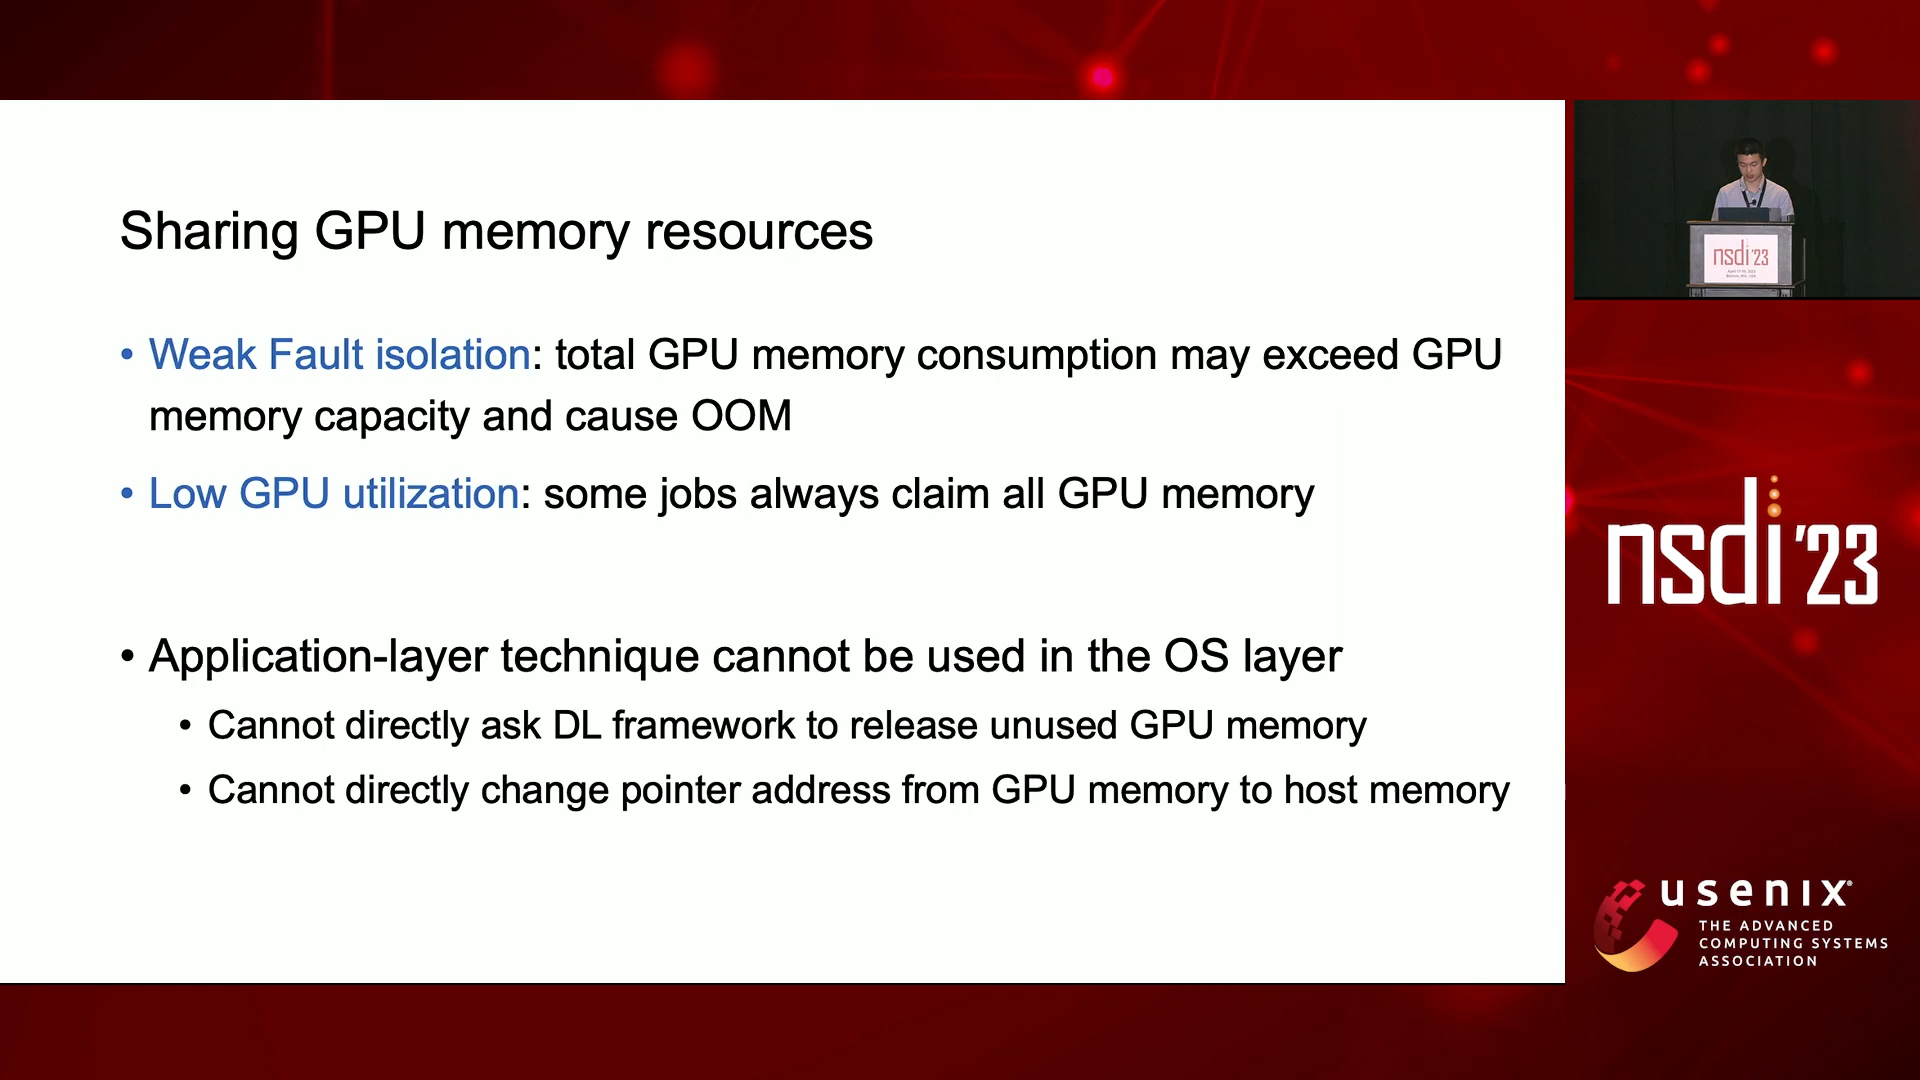 Sharing GPU memory resources
• Weak Fault isolation: total GPU memory consumption may exceed GPU
memory capacity and cause OOM
• Low GPU utilization: some jobs always claim all GPU memory
• Application-layer technique cannot be used in the OS layer
• Cannot directly ask DL framework to release unused GPU memory
• Cannot directly change pointer address from GPU memory to host memory
nsdi '23
nsdi '23
usenix®
THE ADVANCED
COMPUTING SYSTEMS
ASSOCIATION